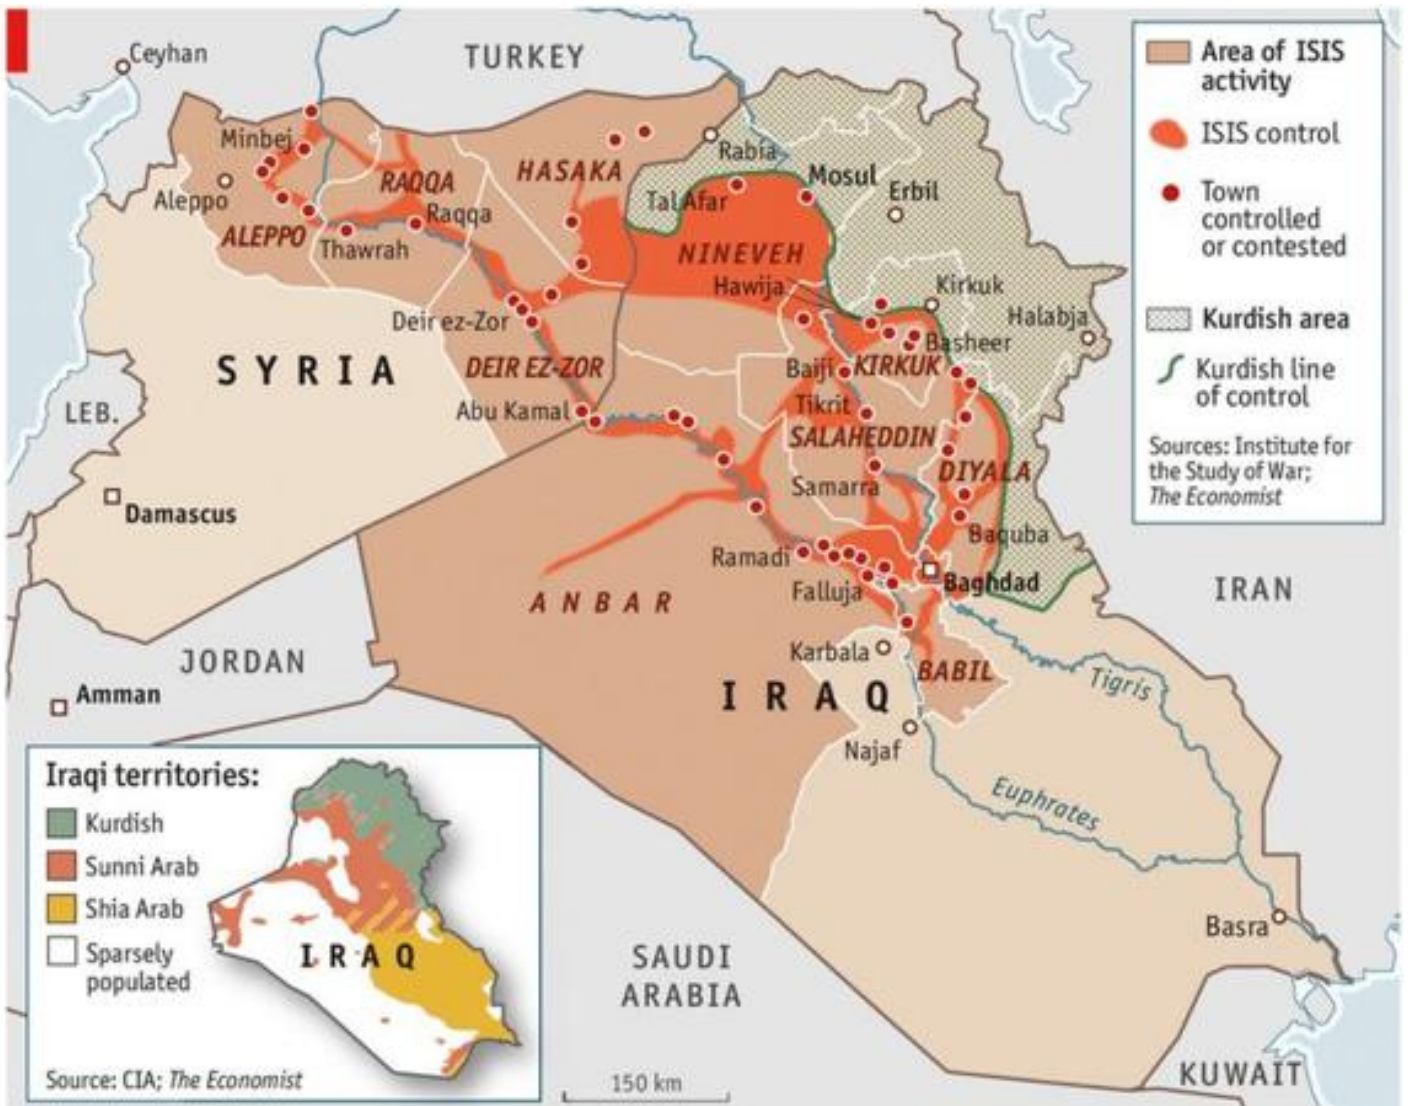 Ceyhan
TURKEY
Minbej
Aleppo
RAQQA
HASAKA
Rabia
Mosul
Erbil
Tal Afar
ALEPPO
Raqqa
Thawrah
NINEVEH
Hawija
Kirkuk
Halabja
Deir ez-Zor
Basheer
SYRIA
DEIR EZ-ZOR
Baiji
KIRKUK
LEB.
Abu Kamal
Tikrit
SALAHEDDIN
DIYALA
Samarra
Damascus
Baquba
Ramadi
Baghdad
Falluja
IRAN
ANBAR
JORDAN
Karbala
BABIL
Amman
IRAQ
Tigris
Najaf
Euphrates
Basra
SAUDI
ARABIA
KUWAIT
150 km
Area of ISIS
activity
ISIS control
Town
controlled
or contested
Kurdish area
Kurdish line
of control
Sources: Institute for
the Study of War;
The Economist
Iraqi territories:
Kurdish
Sunni Arab
Shia Arab
Sparsely
populated
IRAQ
Source: CIA; The Economist